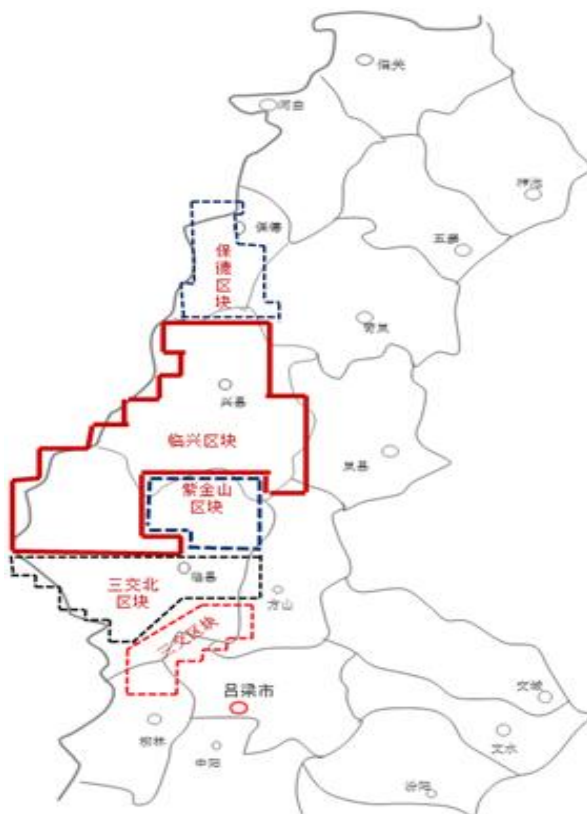 偏关
河曲
神池
保德
五寨
保
德
区
块
岢岚
兴县
临兴区块
岚县
紫金山
区块
临县
三交北
区块
方山
三交区块
吕梁市
交城
柳林
文水
中阳
汾阳